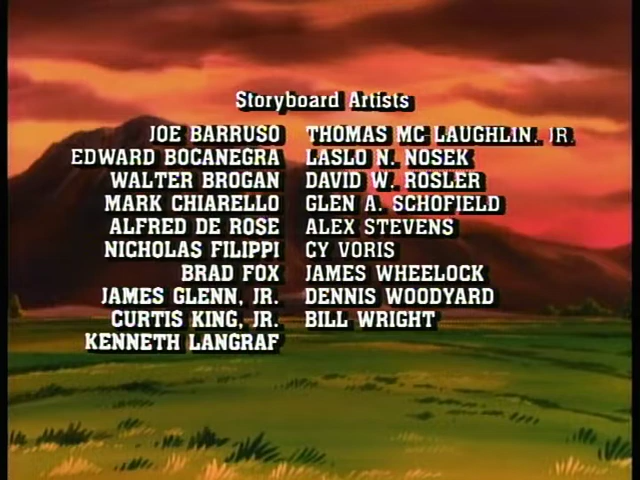 Storyboard Artists
JOE BARRUSO THOMAS MC LAUGHLIN, JR.
EDWARD BOCANEGRA LASLO N. NOSEK
WALTER BROGAN DAVID W. ROSLER
MARK CHIARELLO GLEN A. SCHOFIELD
ALFRED DE ROSE ALEX STEVENS
NICHOLAS FILIPPI CY VORIS
BRAD FOX JAMES WHEELOCK
JAMES GLENN, JR. DENNIS WOODYARD
CURTIS KING, JR. BILL WRIGHT
KENNETH LANGRAF